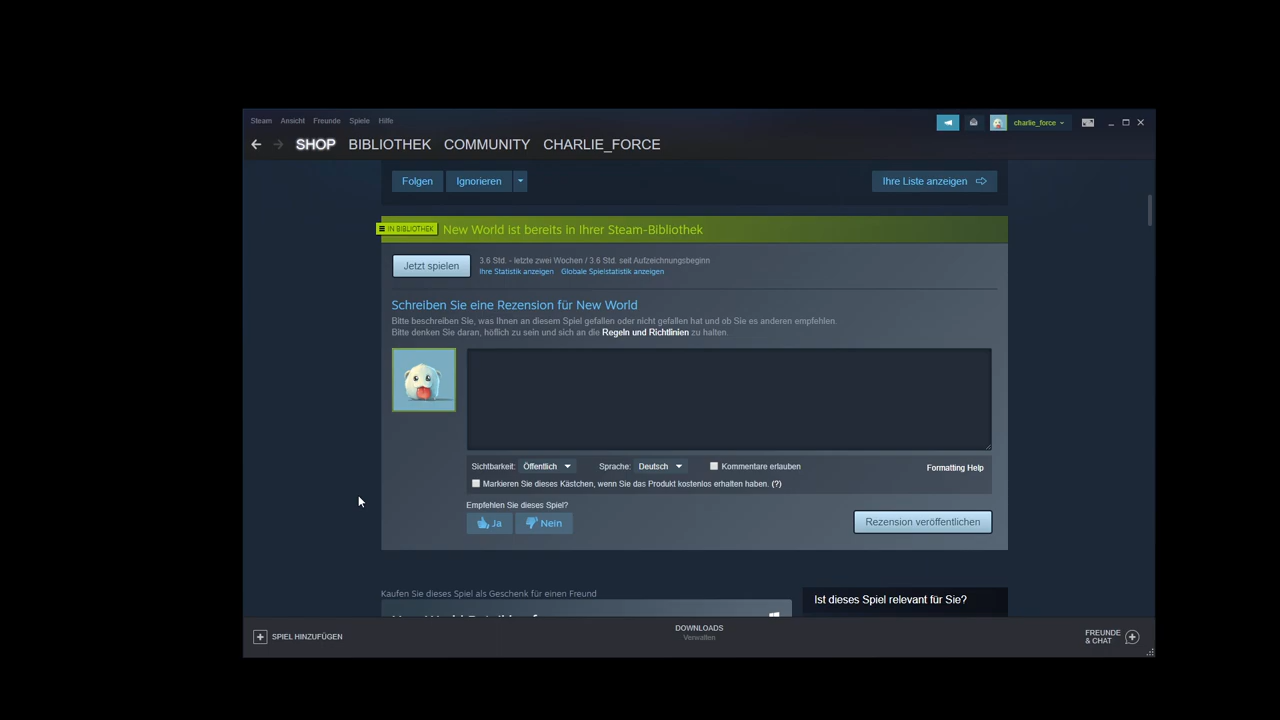 Steam Ansicht Freunde Spiele Hilfe
charlie_force
SHOP BIBLIOTHEK COMMUNITY CHARLIE_FORCE
Folgen Ignorieren Ihre Liste anzeigen
IN BIBLIOTHEK New World ist bereits in Ihrer Steam-Bibliothek
Jetzt spielen 3.6 Std. - letzte zwei Wochen / 3.6 Std. seit Aufzeichnungsbeginn
Ihre Statistik anzeigen Globale Spielstatistik anzeigen
Schreiben Sie eine Rezension für New World
Bitte beschreiben Sie, was Ihnen an diesem Spiel gefallen oder nicht gefallen hat und ob Sie es anderen empfehlen.
Bitte denken Sie daran, höflich zu sein und sich an die Regeln und Richtlinien zu halten.
Sichtbarkeit: Öffentlich Sprache: Deutsch Kommentare erlauben Formatting Help
Markieren Sie dieses Kästchen, wenn Sie das Produkt kostenlos erhalten haben. (?)
Empfehlen Sie dieses Spiel?
Ja Nein Rezension veröffentlichen
Kaufen Sie dieses Spiel als Geschenk für einen Freund
Ist dieses Spiel relevant für Sie?
SPIEL HINZUFÜGEN
DOWNLOADS
Verwalten
FREUNDE
& CHAT